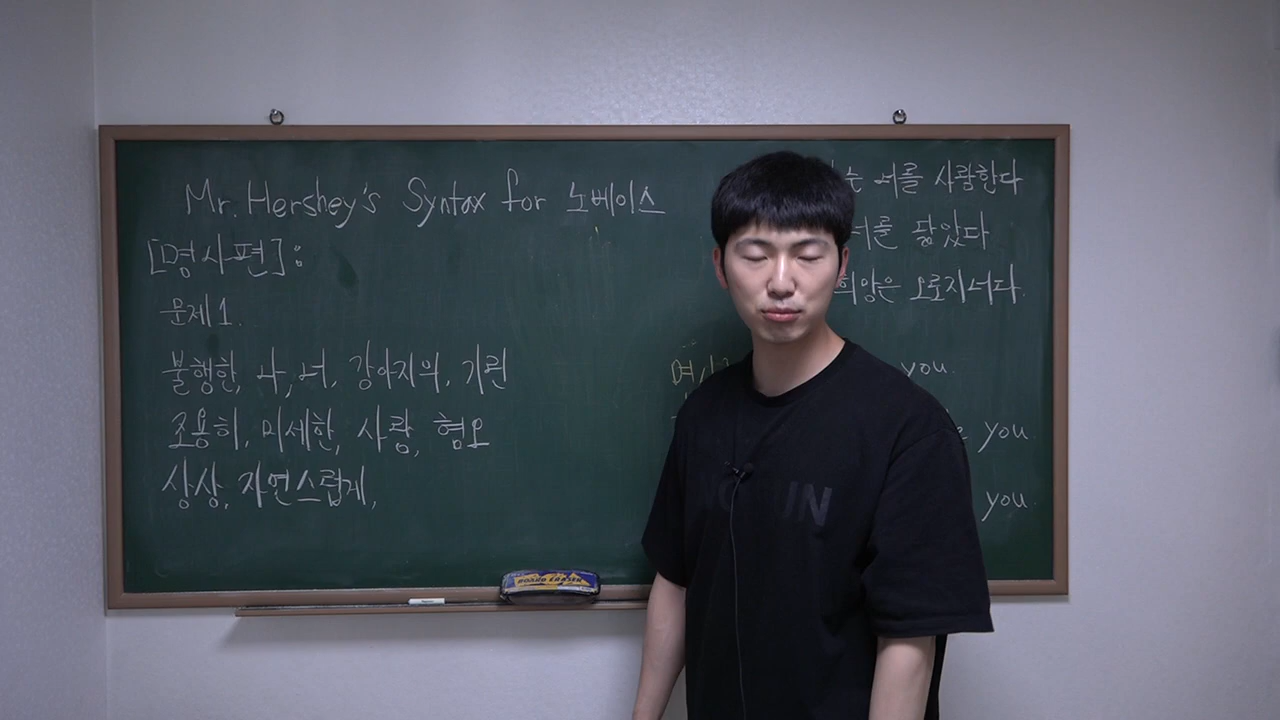 Mr. Hershey's Syntax for 노베이스
[명사편]:
문제 1.
불행한, 나, 너, 강아지의, 기린
조용히, 미세한, 사랑, 혐오
상상, 자연스럽게,
너를 사랑한다
너를 닮았다
희망은 오로지 너다.
you.
you.
you.
BOARD ERASER